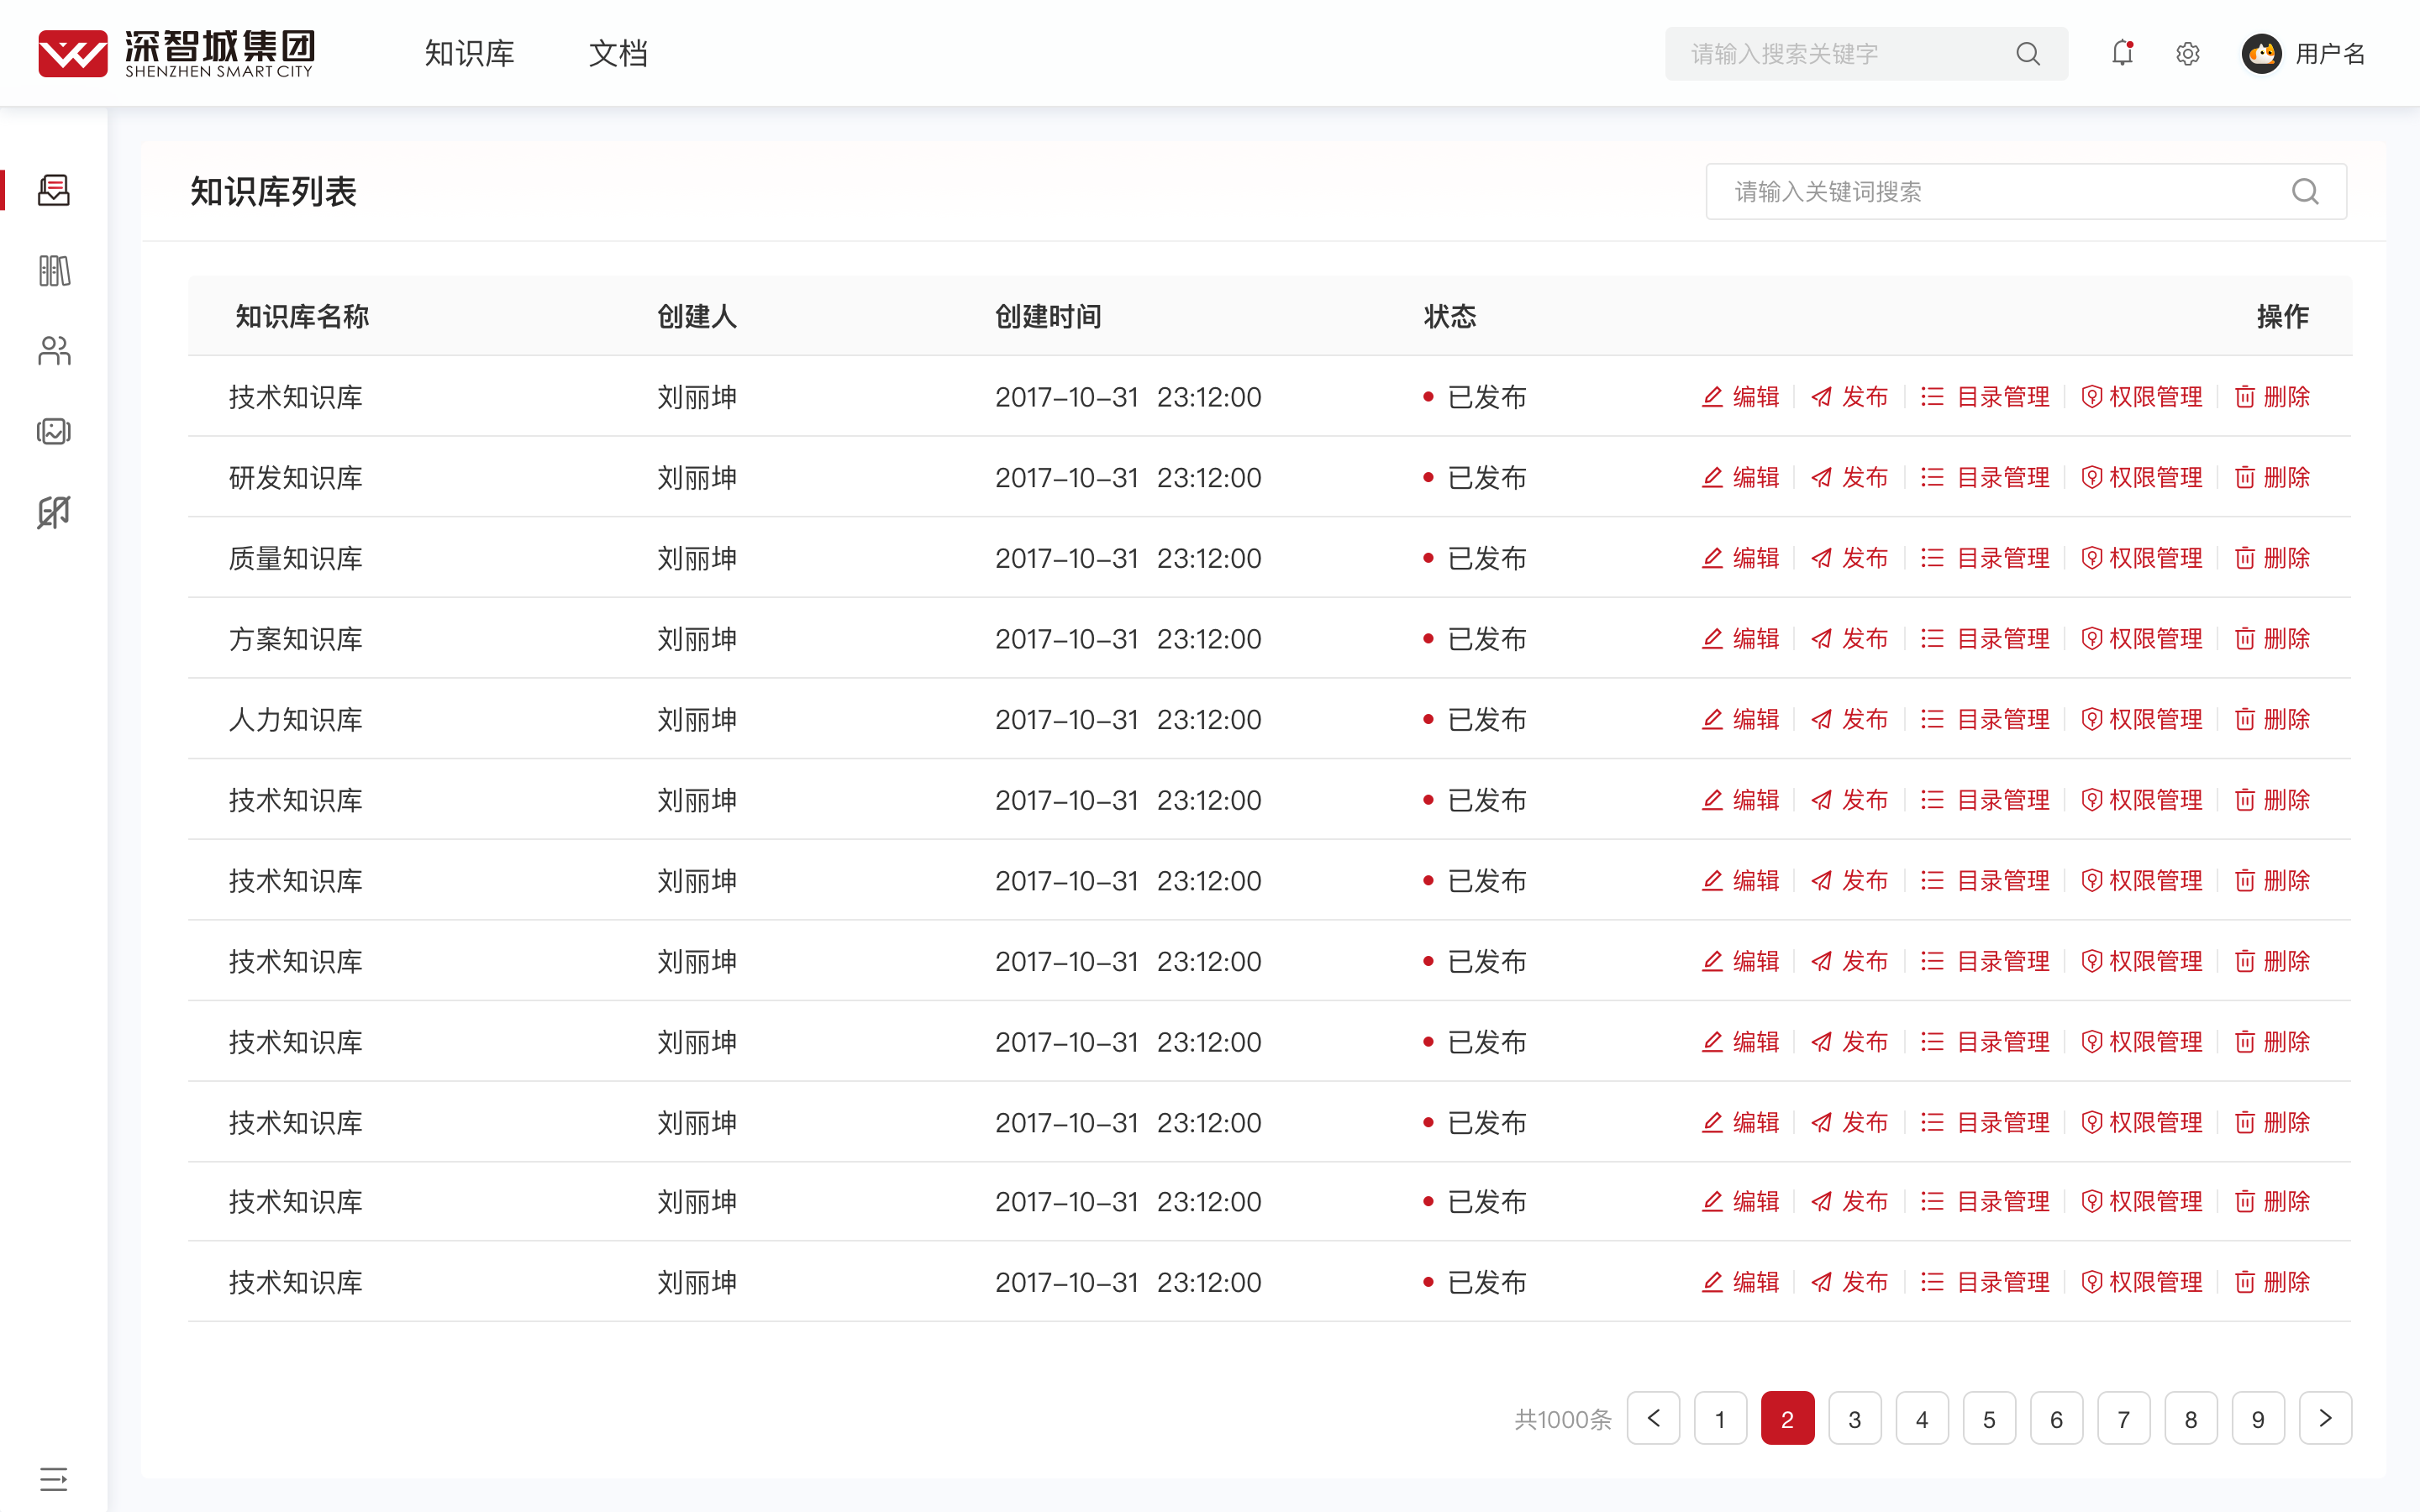 深智城集团
SHENZHEN SMART CITY
知识库 文档 请输入搜索关键字 用户名
知识库列表 请输入关键词搜索
知识库名称 创建人 创建时间 状态 操作
技术知识库 刘丽坤 2017-10-31 23:12:00 已发布 编辑 发布 目录管理 权限管理 删除
研发知识库 刘丽坤 2017-10-31 23:12:00 已发布 编辑 发布 目录管理 权限管理 删除
质量知识库 刘丽坤 2017-10-31 23:12:00 已发布 编辑 发布 目录管理 权限管理 删除
方案知识库 刘丽坤 2017-10-31 23:12:00 已发布 编辑 发布 目录管理 权限管理 删除
人力知识库 刘丽坤 2017-10-31 23:12:00 已发布 编辑 发布 目录管理 权限管理 删除
技术知识库 刘丽坤 2017-10-31 23:12:00 已发布 编辑 发布 目录管理 权限管理 删除
技术知识库 刘丽坤 2017-10-31 23:12:00 已发布 编辑 发布 目录管理 权限管理 删除
技术知识库 刘丽坤 2017-10-31 23:12:00 已发布 编辑 发布 目录管理 权限管理 删除
技术知识库 刘丽坤 2017-10-31 23:12:00 已发布 编辑 发布 目录管理 权限管理 删除
技术知识库 刘丽坤 2017-10-31 23:12:00 已发布 编辑 发布 目录管理 权限管理 删除
技术知识库 刘丽坤 2017-10-31 23:12:00 已发布 编辑 发布 目录管理 权限管理 删除
技术知识库 刘丽坤 2017-10-31 23:12:00 已发布 编辑 发布 目录管理 权限管理 删除
共1000条 < 1 2 3 4 5 6 7 8 9 >